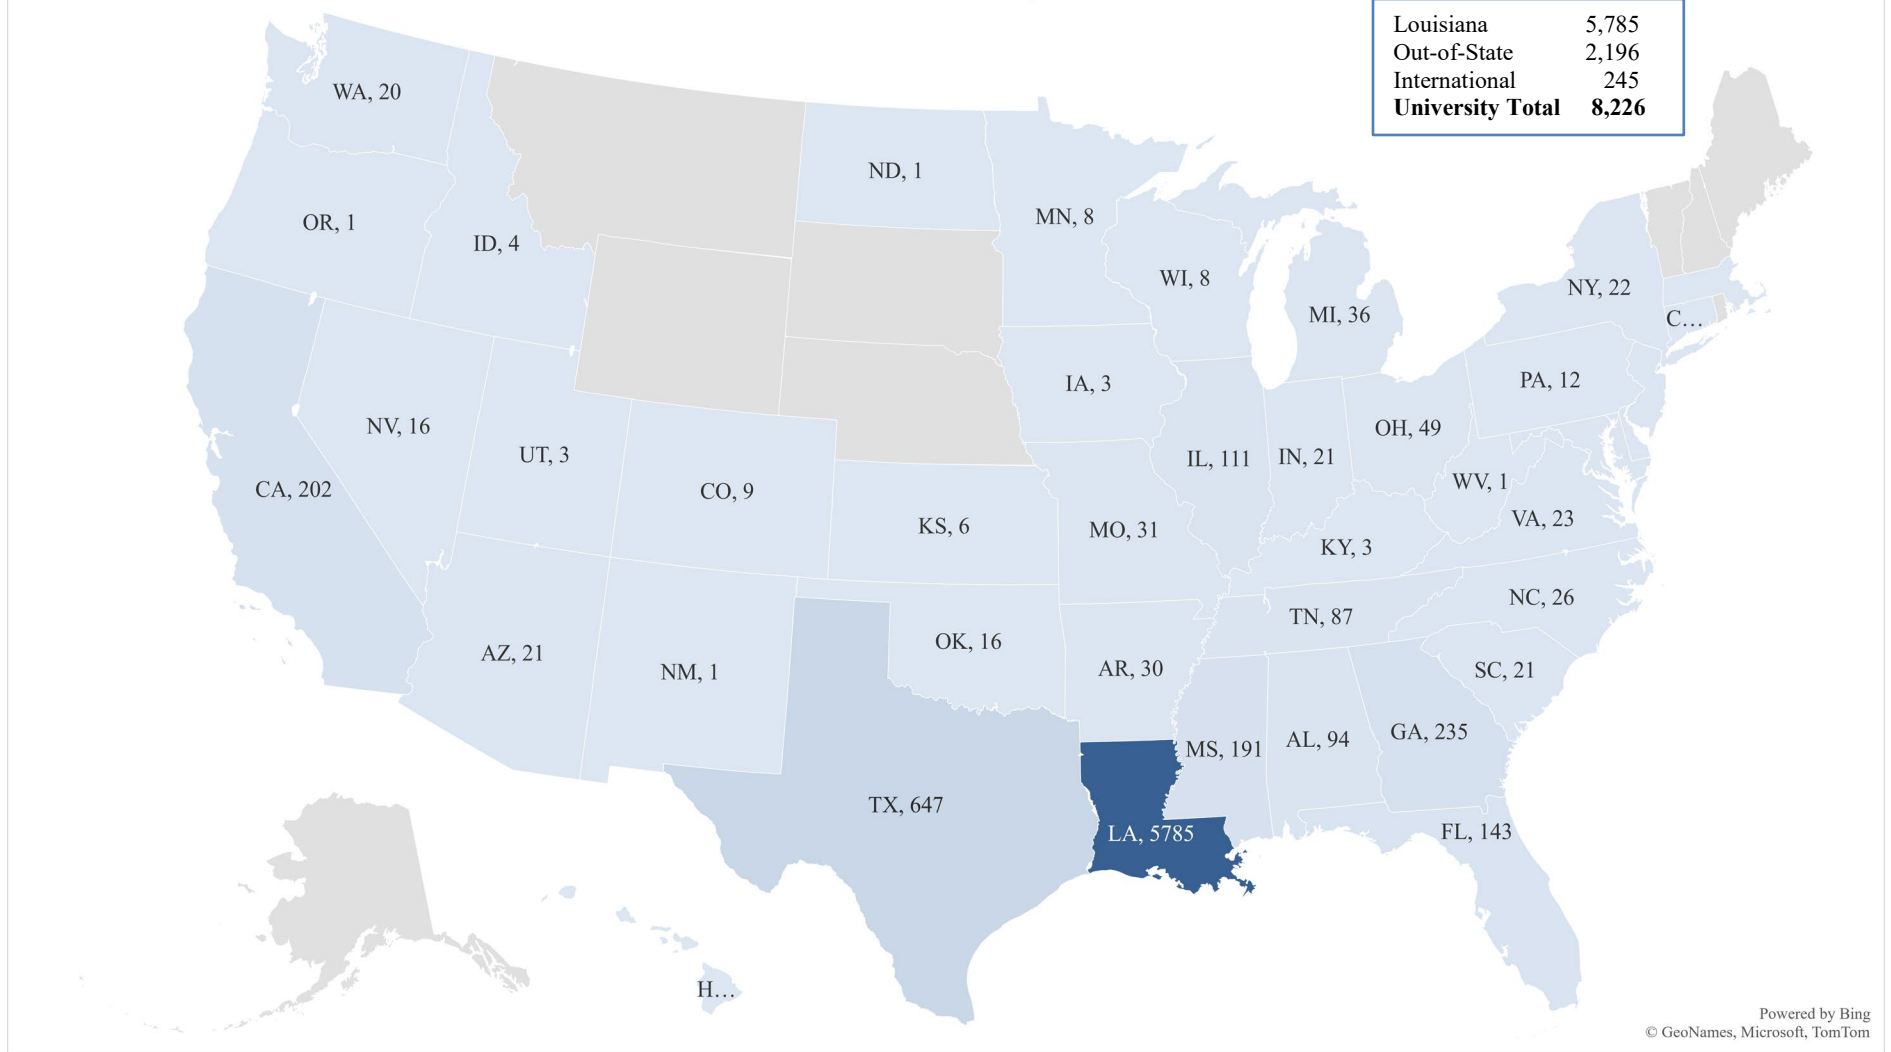 Louisiana 5,785
Out-of-State 2,196
International 245
University Total 8,226
WA, 20
ND, 1
OR, 1
ID, 4
MN, 8
WI, 8
MI, 36
NY, 22
C…
IA, 3
PA, 12
NV, 16
UT, 3
OH, 49
IL, 111
IN, 21
CA, 202
CO, 9
WV, 1
KS, 6
MO, 31
VA, 23
KY, 3
NC, 26
TN, 87
AZ, 21
NM, 1
OK, 16
AR, 30
SC, 21
MS, 191
AL, 94
GA, 235
TX, 647
LA, 5785
FL, 143
H…
Powered by Bing
© GeoNames, Microsoft, TomTom